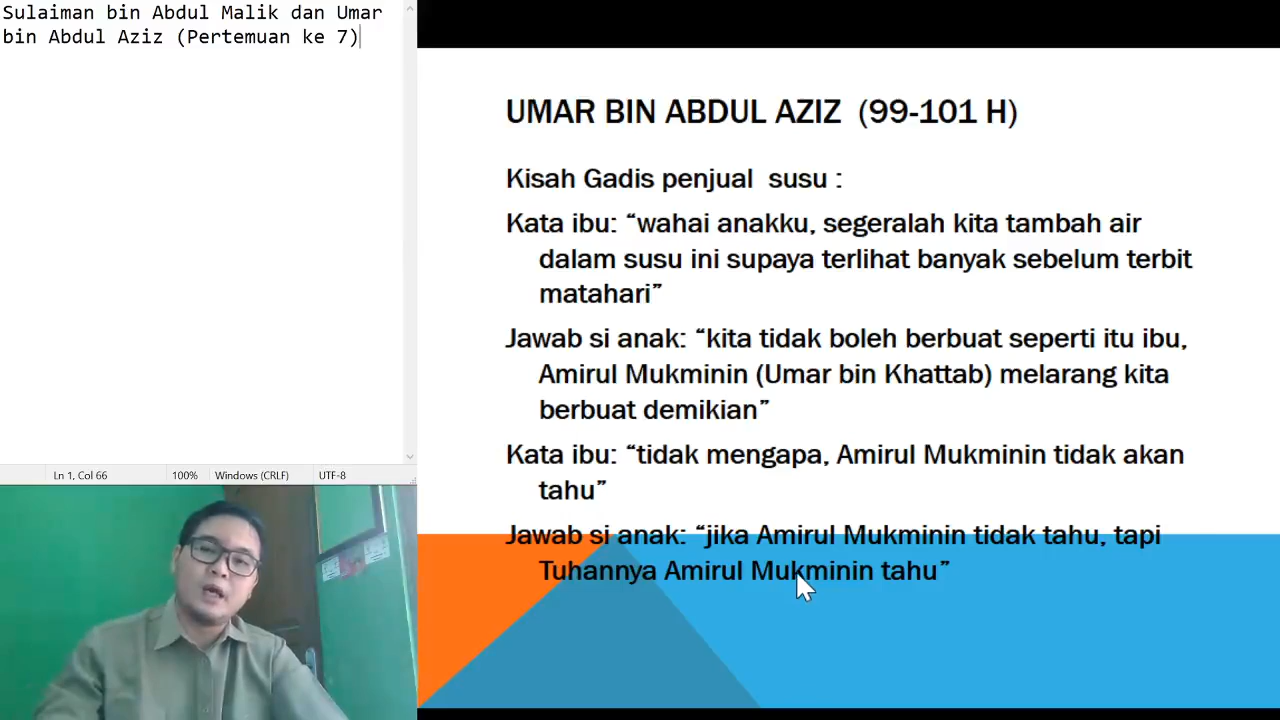 Sulaiman bin Abdul Malik dan Umar
bin Abdul Aziz (Pertemuan ke 7)
Ln 1, Col 66 100% Windows (CRLF) UTF-8
UMAR BIN ABDUL AZIZ (99-101 H)
Kisah Gadis penjual susu :
Kata ibu: “wahai anakku, segeralah kita tambah air
dalam susu ini supaya terlihat banyak sebelum terbit
matahari”
Jawab si anak: “kita tidak boleh berbuat seperti itu ibu,
Amirul Mukminin (Umar bin Khattab) melarang kita
berbuat demikian”
Kata ibu: “tidak mengapa, Amirul Mukminin tidak akan
tahu”
Jawab si anak: “jika Amirul Mukminin tidak tahu, tapi
Tuhannya Amirul Mukminin tahu”